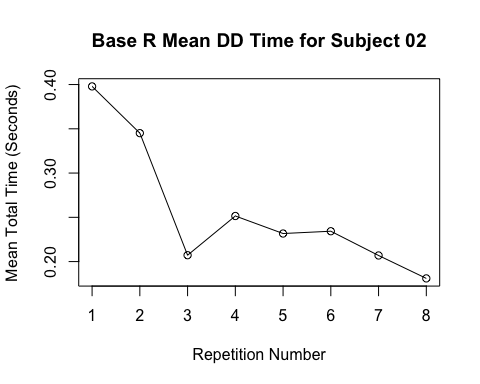 Base R Mean DD Time for Subject 02
Mean Total Time (Seconds)
0.40
0.30
0.20
1 2 3 4 5 6 7 8
Repetition Number